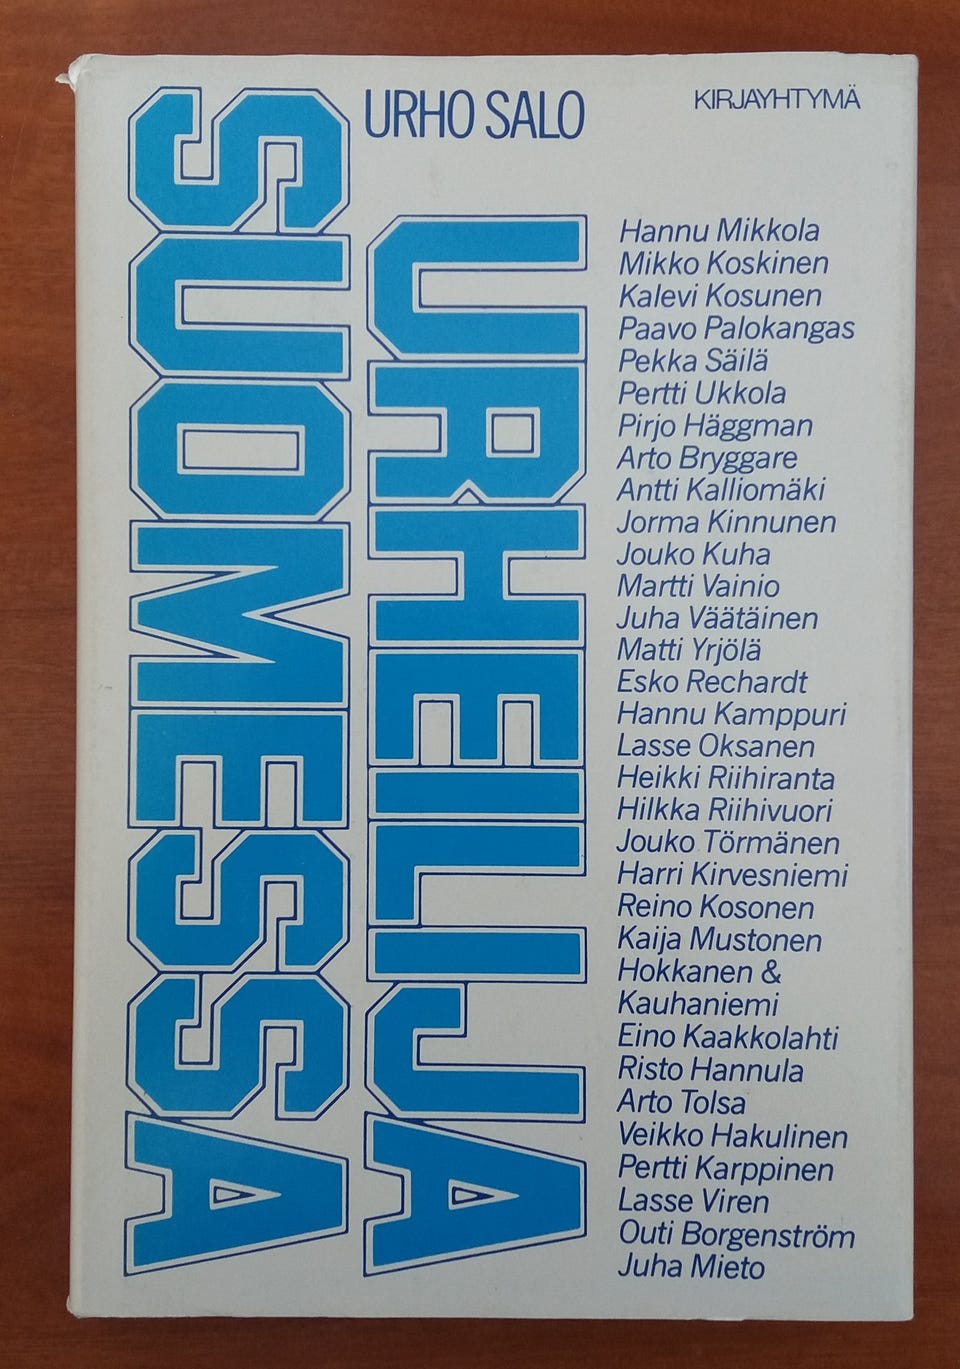 URHO SALO
KIRJAYHTYMÄ
URHEILIJA
SUOMESSA
Hannu Mikkola
Mikko Koskinen
Kalevi Kosunen
Paavo Palokangas
Pekka Säilä
Pertti Ukkola
Pirjo Häggman
Arto Bryggare
Antti Kalliomäki
Jorma Kinnunen
Jouko Kuha
Martti Vainio
Juha Väätäinen
Matti Yrjölä
Esko Rechardt
Hannu Kamppuri
Lasse Oksanen
Heikki Riihiranta
Hilkka Riihivuori
Jouko Törmänen
Harri Kirvesniemi
Reino Kosonen
Kaija Mustonen
Hokkanen &
Kauhaniemi
Eino Kaakkolahti
Risto Hannula
Arto Tolsa
Veikko Hakulinen
Pertti Karppinen
Lasse Viren
Outi Borgenström
Juha Mieto